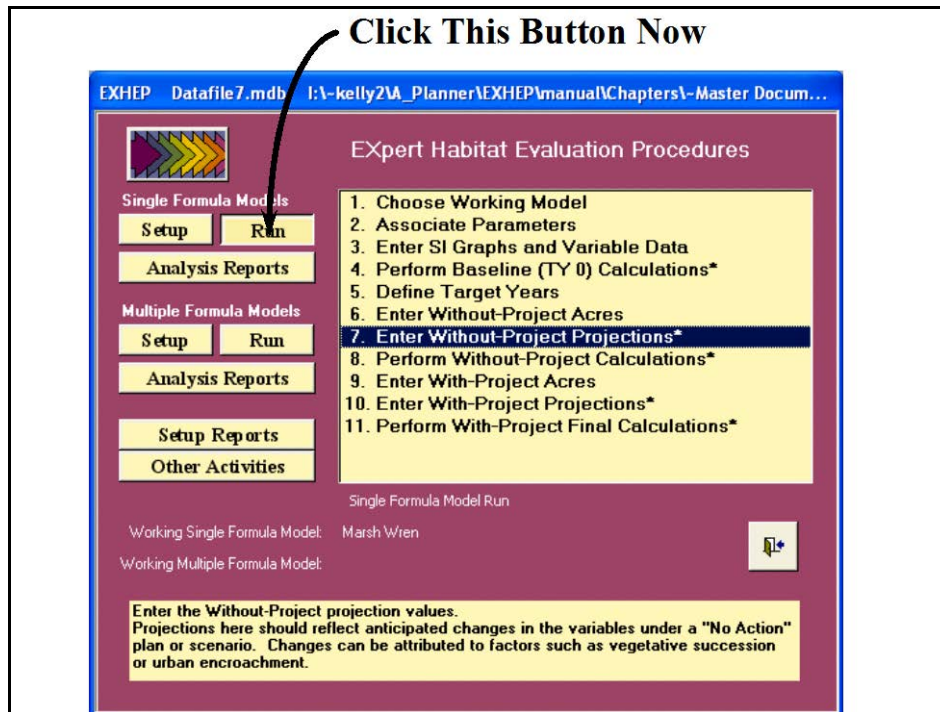 Click This Button Now
EXHEP Datafile7.mdb I:\~kelly2\A_Planner\EXHEP\manual\Chapters\~Master Docum...
EXpert Habitat Evaluation Procedures
Single Formula Models
Setup Run
Analysis Reports
Multiple Formula Models
Setup Run
Analysis Reports
Setup Reports
Other Activities
1. Choose Working Model
2. Associate Parameters
3. Enter SI Graphs and Variable Data
4. Perform Baseline (TY 0) Calculations*
5. Define Target Years
6. Enter Without-Project Acres
7. Enter Without-Project Projections*
8. Perform Without-Project Calculations*
9. Enter With-Project Acres
10. Enter With-Project Projections*
11. Perform With-Project Final Calculations*
Single Formula Model Run
Working Single Formula Model: Marsh Wren
Working Multiple Formula Model:
Enter the Without-Project projection values.
Projections here should reflect anticipated changes in the variables under a "No Action"
plan or scenario. Changes can be attributed to factors such as vegetative succession
or urban encroachment.